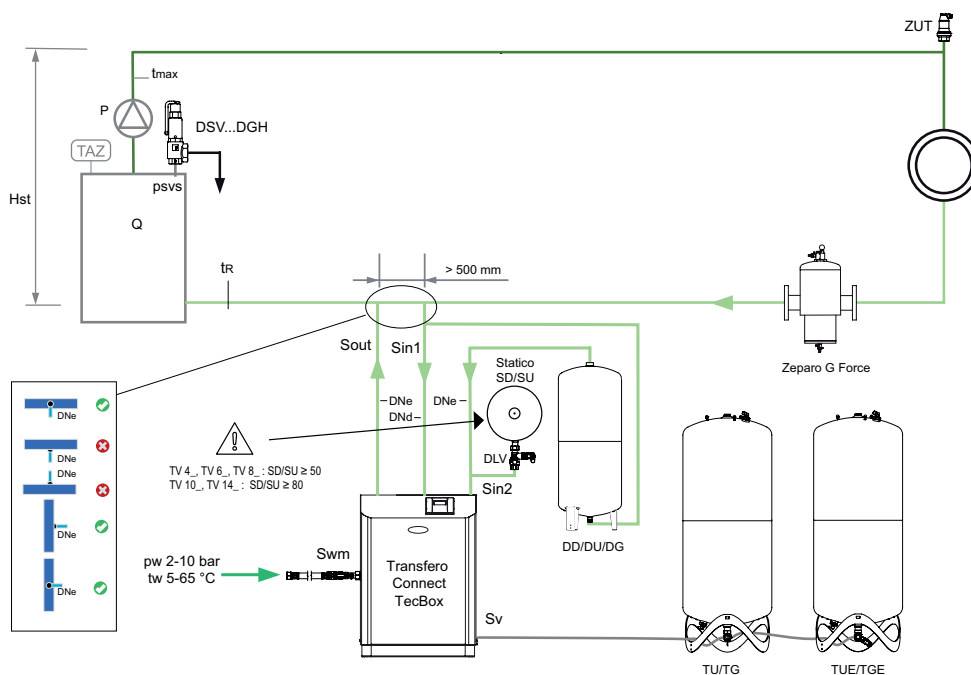 ZUT
tmax
P
DSV...DGH
TAZ
psvs
Hst
Q
tR
> 500 mm
Sout
Sin1
Statico
SD/SU
Zeparo G Force
DNe
DNd
DNe
DLV
Sin2
DNe
DNe
DNe
DNe
DNe
TV 4_, TV 6_, TV 8_ : SD/SU ≥ 50
TV 10_, TV 14_ : SD/SU ≥ 80
DD/DU/DG
pw 2-10 bar
tw 5-65 °C
Swm
Transfero
Connect
TecBox
Sv
TU/TG
TUE/TGE